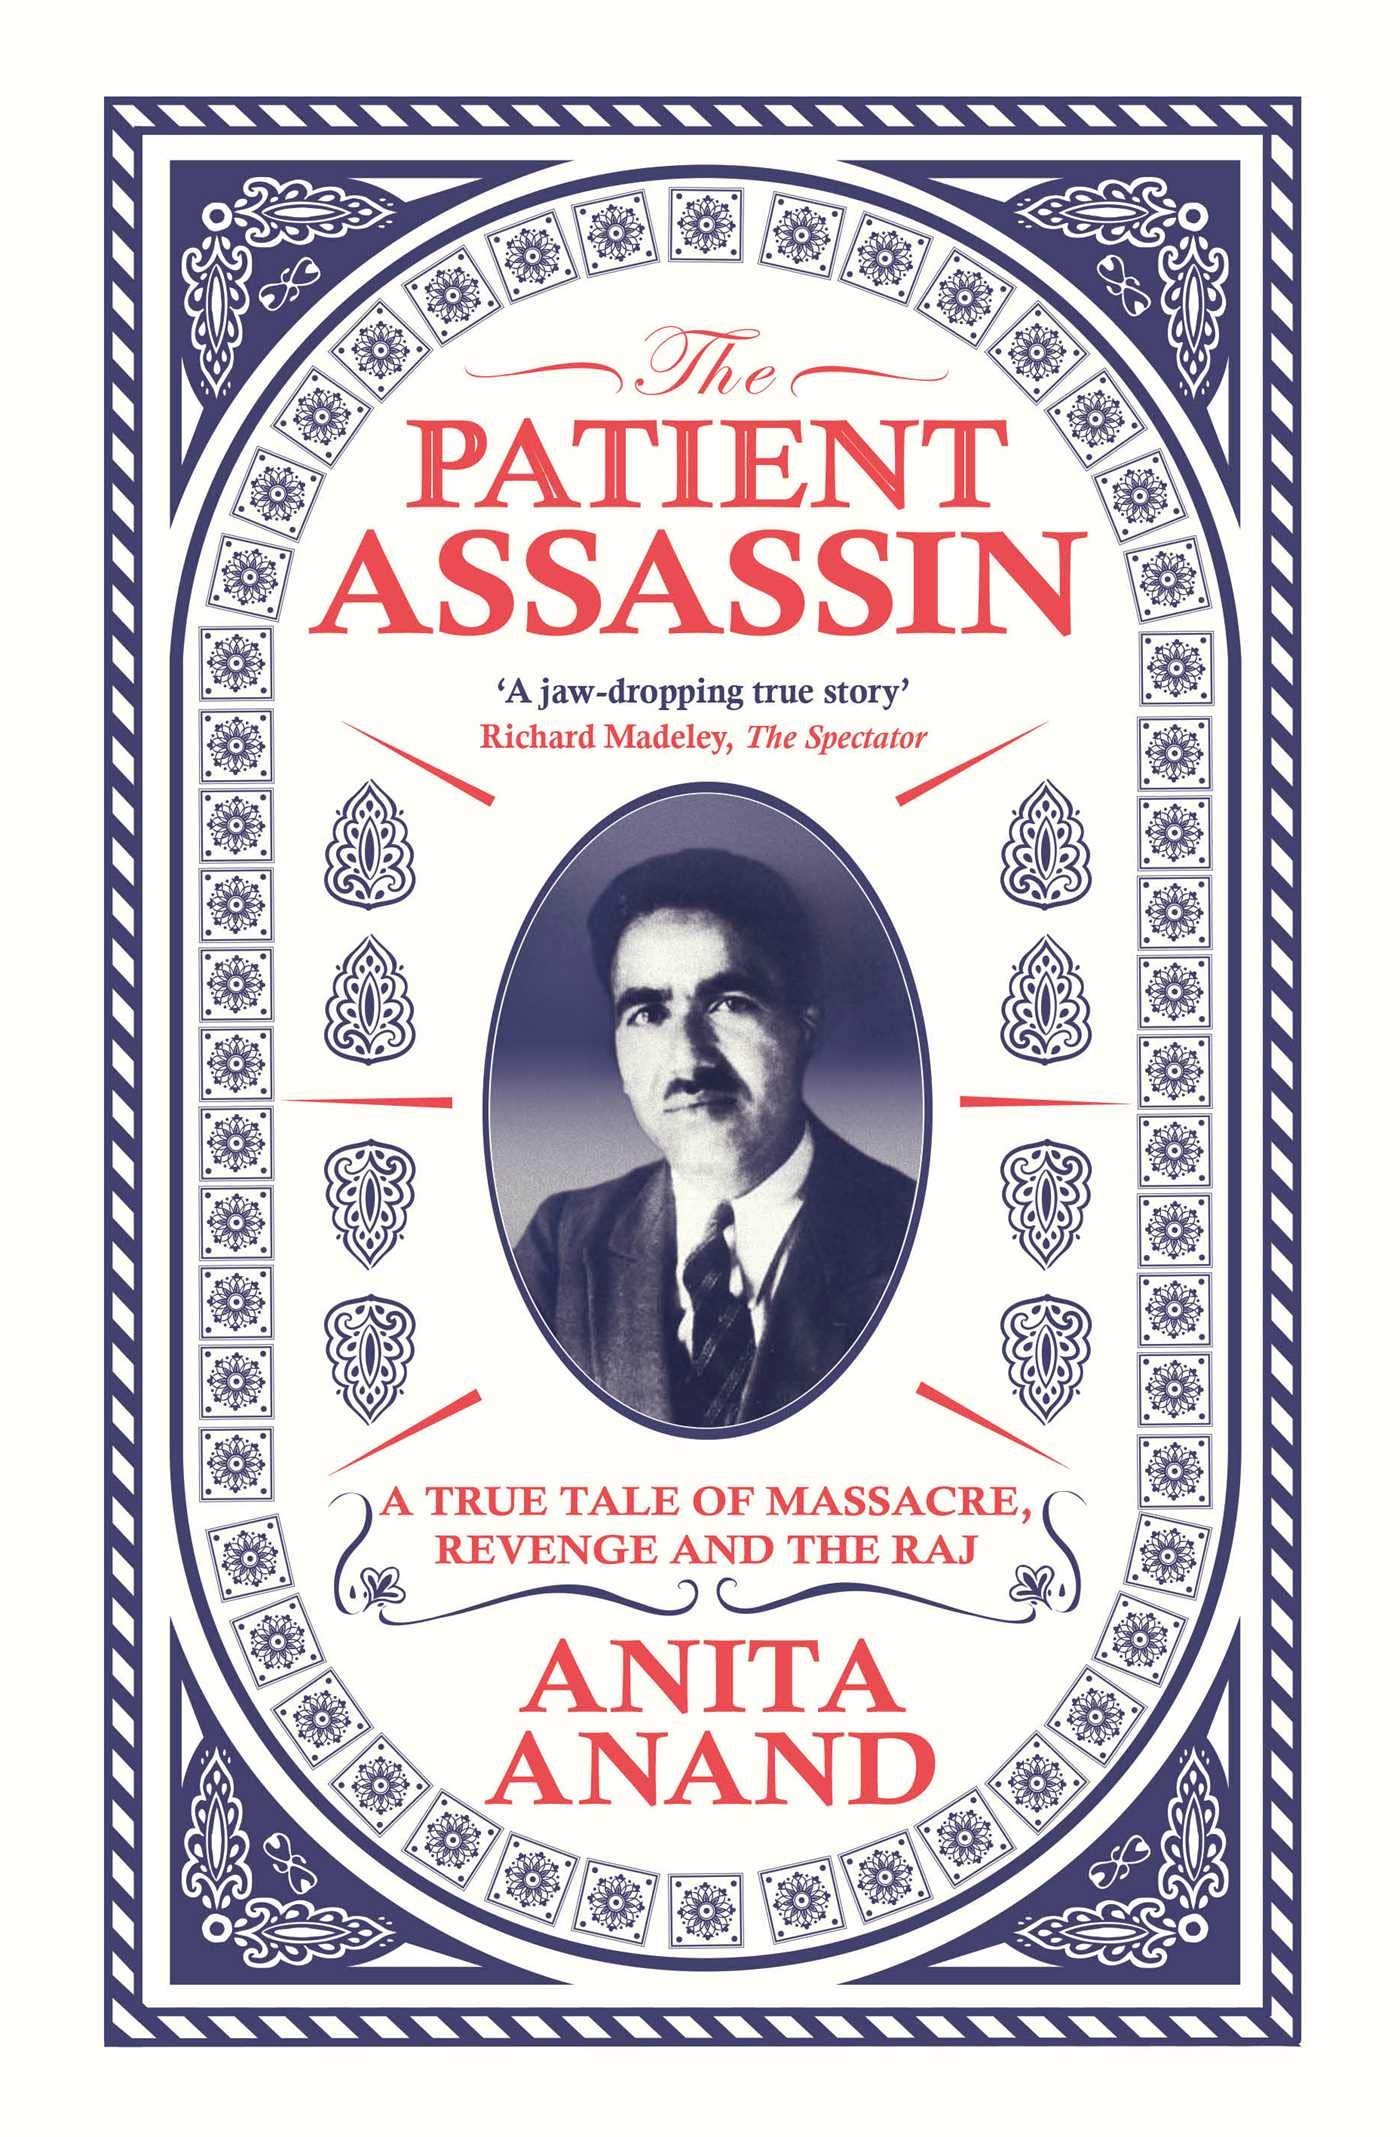 The
PATIENT
ASSASSIN
‘A jaw-dropping true story’
Richard Madeley, The Spectator
A TRUE TALE OF MASSACRE,
REVENGE AND THE RAJ
ANITA
ANAND